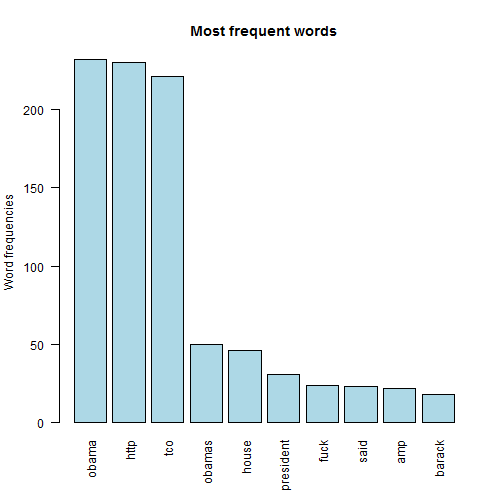 Most frequent words
Word frequencies
200
150
100
50
0
obama
http
tco
obamas
house
president
fuck
said
amp
barack